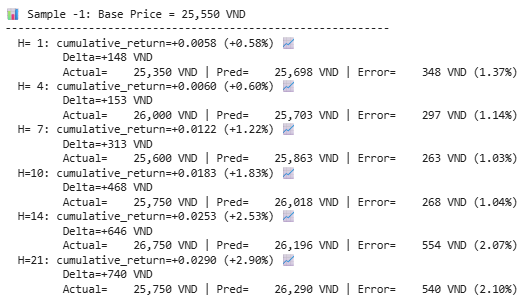 Sample -1: Base Price = 25,550 VND
----------------------------------------------------------------
H= 1: cumulative_return=+0.0058 (+0.58%)
Delta=+148 VND
Actual= 25,350 VND | Pred= 25,698 VND | Error= 348 VND (1.37%)
H= 4: cumulative_return=+0.0060 (+0.60%)
Delta=+153 VND
Actual= 26,000 VND | Pred= 25,703 VND | Error= 297 VND (1.14%)
H= 7: cumulative_return=+0.0122 (+1.22%)
Delta=+313 VND
Actual= 25,600 VND | Pred= 25,863 VND | Error= 263 VND (1.03%)
H=10: cumulative_return=+0.0183 (+1.83%)
Delta=+468 VND
Actual= 25,750 VND | Pred= 26,018 VND | Error= 268 VND (1.04%)
H=14: cumulative_return=+0.0253 (+2.53%)
Delta=+646 VND
Actual= 26,750 VND | Pred= 26,196 VND | Error= 554 VND (2.07%)
H=21: cumulative_return=+0.0290 (+2.90%)
Delta=+740 VND
Actual= 25,750 VND | Pred= 26,290 VND | Error= 540 VND (2.10%)